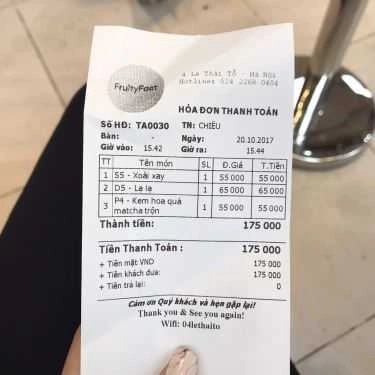 FruityFoot
4 Le Thái Tổ - Hà Nội
Hotline: 024 2268 0404
HÓA ĐƠN THANH TOÁN
Số HĐ: TA0030 TN: CHIỀU
Bàn: - Ngày: 20.10.2017
Giờ vào: 15.42 Giờ ra: 15.44
TT Tên món SL Đ.Giá T.Tiền
1 S5 - Xoài xay 1 55 000 55 000
2 D5 - La la 1 65 000 65 000
3 P4 - Kem hoa quả matcha trộn 1 55 000 55 000
Thành tiền: 175 000
Tiền Thanh Toán : 175 000
+ Tiền mặt VND 175 000
+ Tiền khách đưa: 175 000
+ Tiền trả lại: 0
Cảm ơn Quý khách và hẹn gặp lại!
Thank you & See you again!
Wifi: 04lethaito